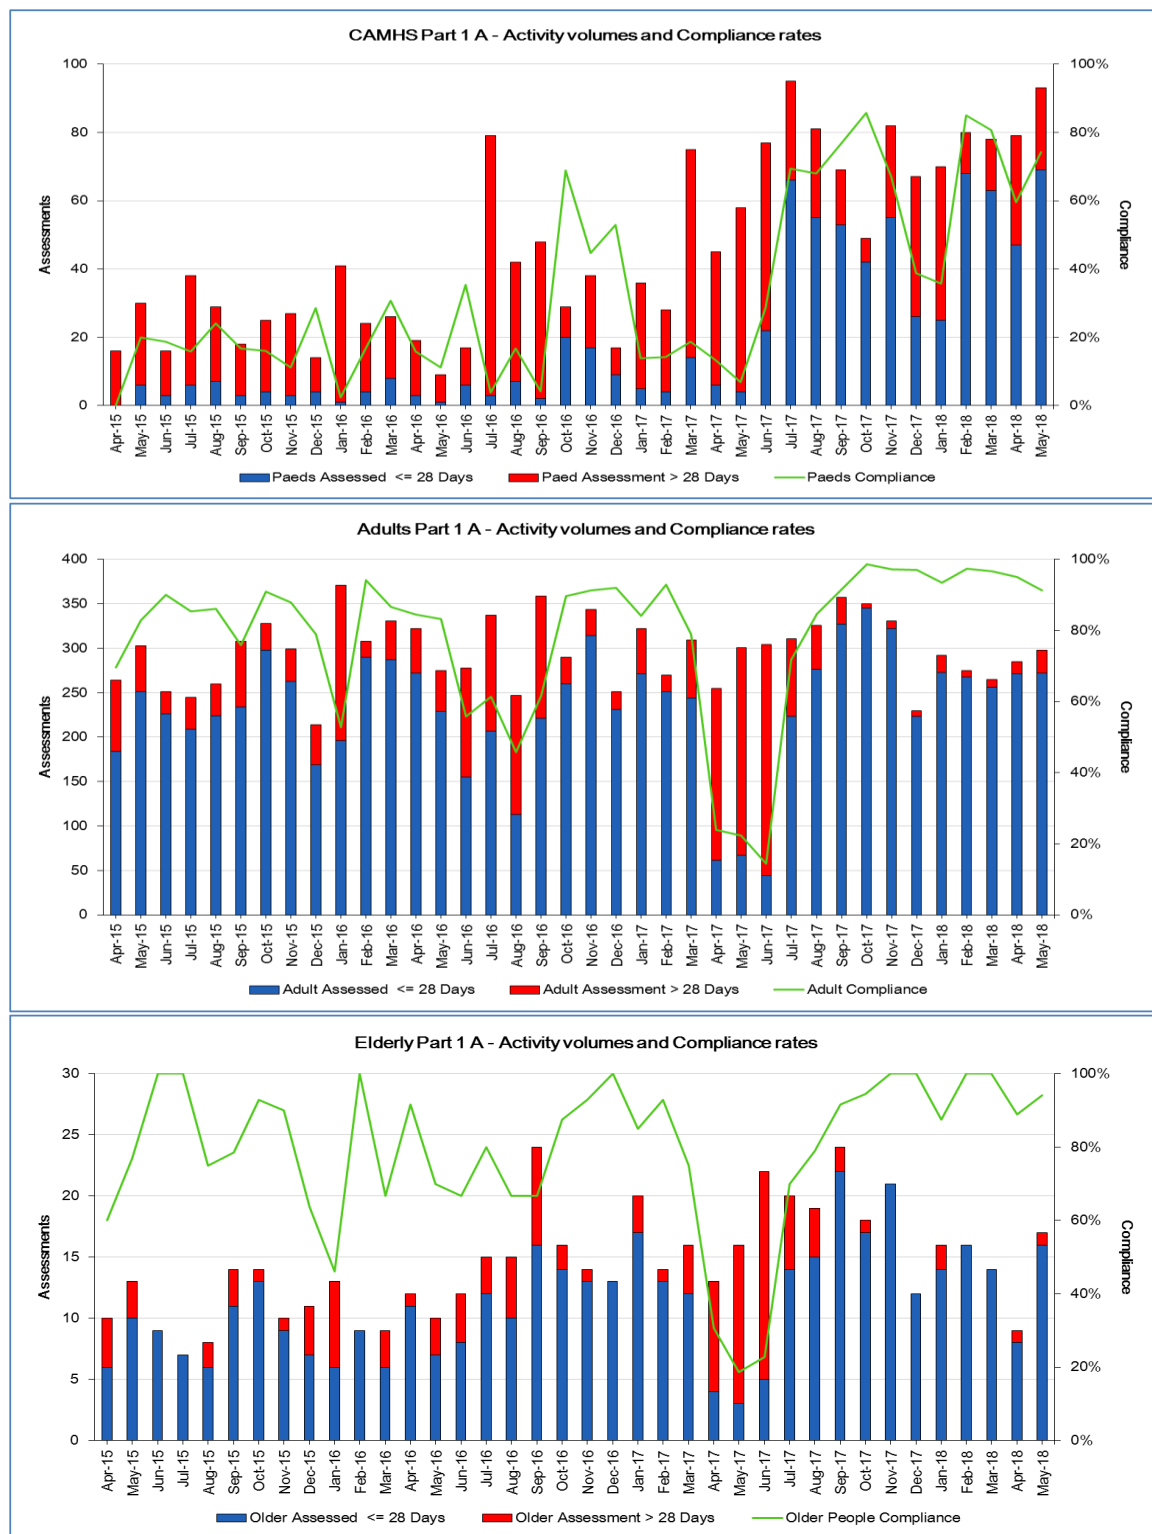 CAMHS Part 1 A - Activity volumes and Compliance rates
100 100%
80 80%
60 60%
40 40%
20 20%
0 0%
Assessments
Compliance
Apr-15 May-15 Jun-15 Jul-15 Aug-15 Sep-15 Oct-15 Nov-15 Dec-15 Jan-16 Feb-16 Mar-16 Apr-16 May-16 Jun-16 Jul-16 Aug-16 Sep-16 Oct-16 Nov-16 Dec-16 Jan-17 Feb-17 Mar-17 Apr-17 May-17 Jun-17 Jul-17 Aug-17 Sep-17 Oct-17 Nov-17 Dec-17 Jan-18 Feb-18 Mar-18 Apr-18 May-18
Paeds Assessed <= 28 Days Paed Assessment > 28 Days Paeds Compliance
Adults Part 1 A - Activity volumes and Compliance rates
400 100%
350
300 80%
250 60%
200
150 40%
100 20%
50
0 0%
Assessments
Compliance
Apr-15 May-15 Jun-15 Jul-15 Aug-15 Sep-15 Oct-15 Nov-15 Dec-15 Jan-16 Feb-16 Mar-16 Apr-16 May-16 Jun-16 Jul-16 Aug-16 Sep-16 Oct-16 Nov-16 Dec-16 Jan-17 Feb-17 Mar-17 Apr-17 May-17 Jun-17 Jul-17 Aug-17 Sep-17 Oct-17 Nov-17 Dec-17 Jan-18 Feb-18 Mar-18 Apr-18 May-18
Adult Assessed <= 28 Days Adult Assessment > 28 Days Adult Compliance
Elderly Part 1 A - Activity volumes and Compliance rates
30 100%
25 80%
20 60%
15
10 40%
5 20%
0 0%
Assessments
Compliance
Apr-15 May-15 Jun-15 Jul-15 Aug-15 Sep-15 Oct-15 Nov-15 Dec-15 Jan-16 Feb-16 Mar-16 Apr-16 May-16 Jun-16 Jul-16 Aug-16 Sep-16 Oct-16 Nov-16 Dec-16 Jan-17 Feb-17 Mar-17 Apr-17 May-17 Jun-17 Jul-17 Aug-17 Sep-17 Oct-17 Nov-17 Dec-17 Jan-18 Feb-18 Mar-18 Apr-18 May-18
Older Assessed <= 28 Days Older Assessment > 28 Days Older People Compliance